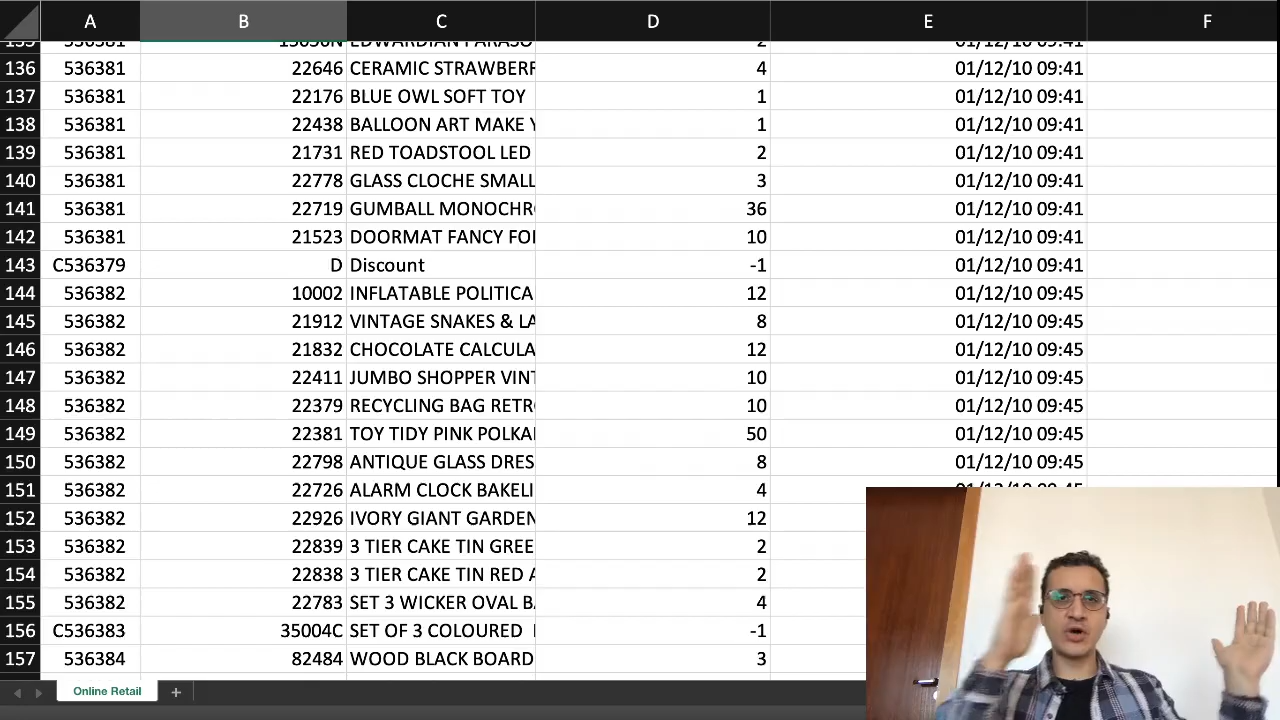 A B C D E F
136 536381 22646 CERAMIC STRAWBERR 4 01/12/10 09:41
137 536381 22176 BLUE OWL SOFT TOY 1 01/12/10 09:41
138 536381 22438 BALLOON ART MAKE Y 1 01/12/10 09:41
139 536381 21731 RED TOADSTOOL LED 2 01/12/10 09:41
140 536381 22778 GLASS CLOCHE SMALL 3 01/12/10 09:41
141 536381 22719 GUMBALL MONOCHRO 36 01/12/10 09:41
142 536381 21523 DOORMAT FANCY FO 10 01/12/10 09:41
143 C536379 D Discount -1 01/12/10 09:41
144 536382 10002 INFLATABLE POLITICA 12 01/12/10 09:45
145 536382 21912 VINTAGE SNAKES & LA 8 01/12/10 09:45
146 536382 21832 CHOCOLATE CALCULA 12 01/12/10 09:45
147 536382 22411 JUMBO SHOPPER VINT 10 01/12/10 09:45
148 536382 22379 RECYCLING BAG RETRO 10 01/12/10 09:45
149 536382 22381 TOY TIDY PINK POLKA 50 01/12/10 09:45
150 536382 22798 ANTIQUE GLASS DRES 8 01/12/10 09:45
151 536382 22726 ALARM CLOCK BAKELI 4
152 536382 22926 IVORY GIANT GARDEN 12
153 536382 22839 3 TIER CAKE TIN GREE 2
154 536382 22838 3 TIER CAKE TIN RED A 2
155 536382 22783 SET 3 WICKER OVAL BA 4
156 C536383 35004C SET OF 3 COLOURED -1
157 536384 82484 WOOD BLACK BOARD 3
Online Retail +